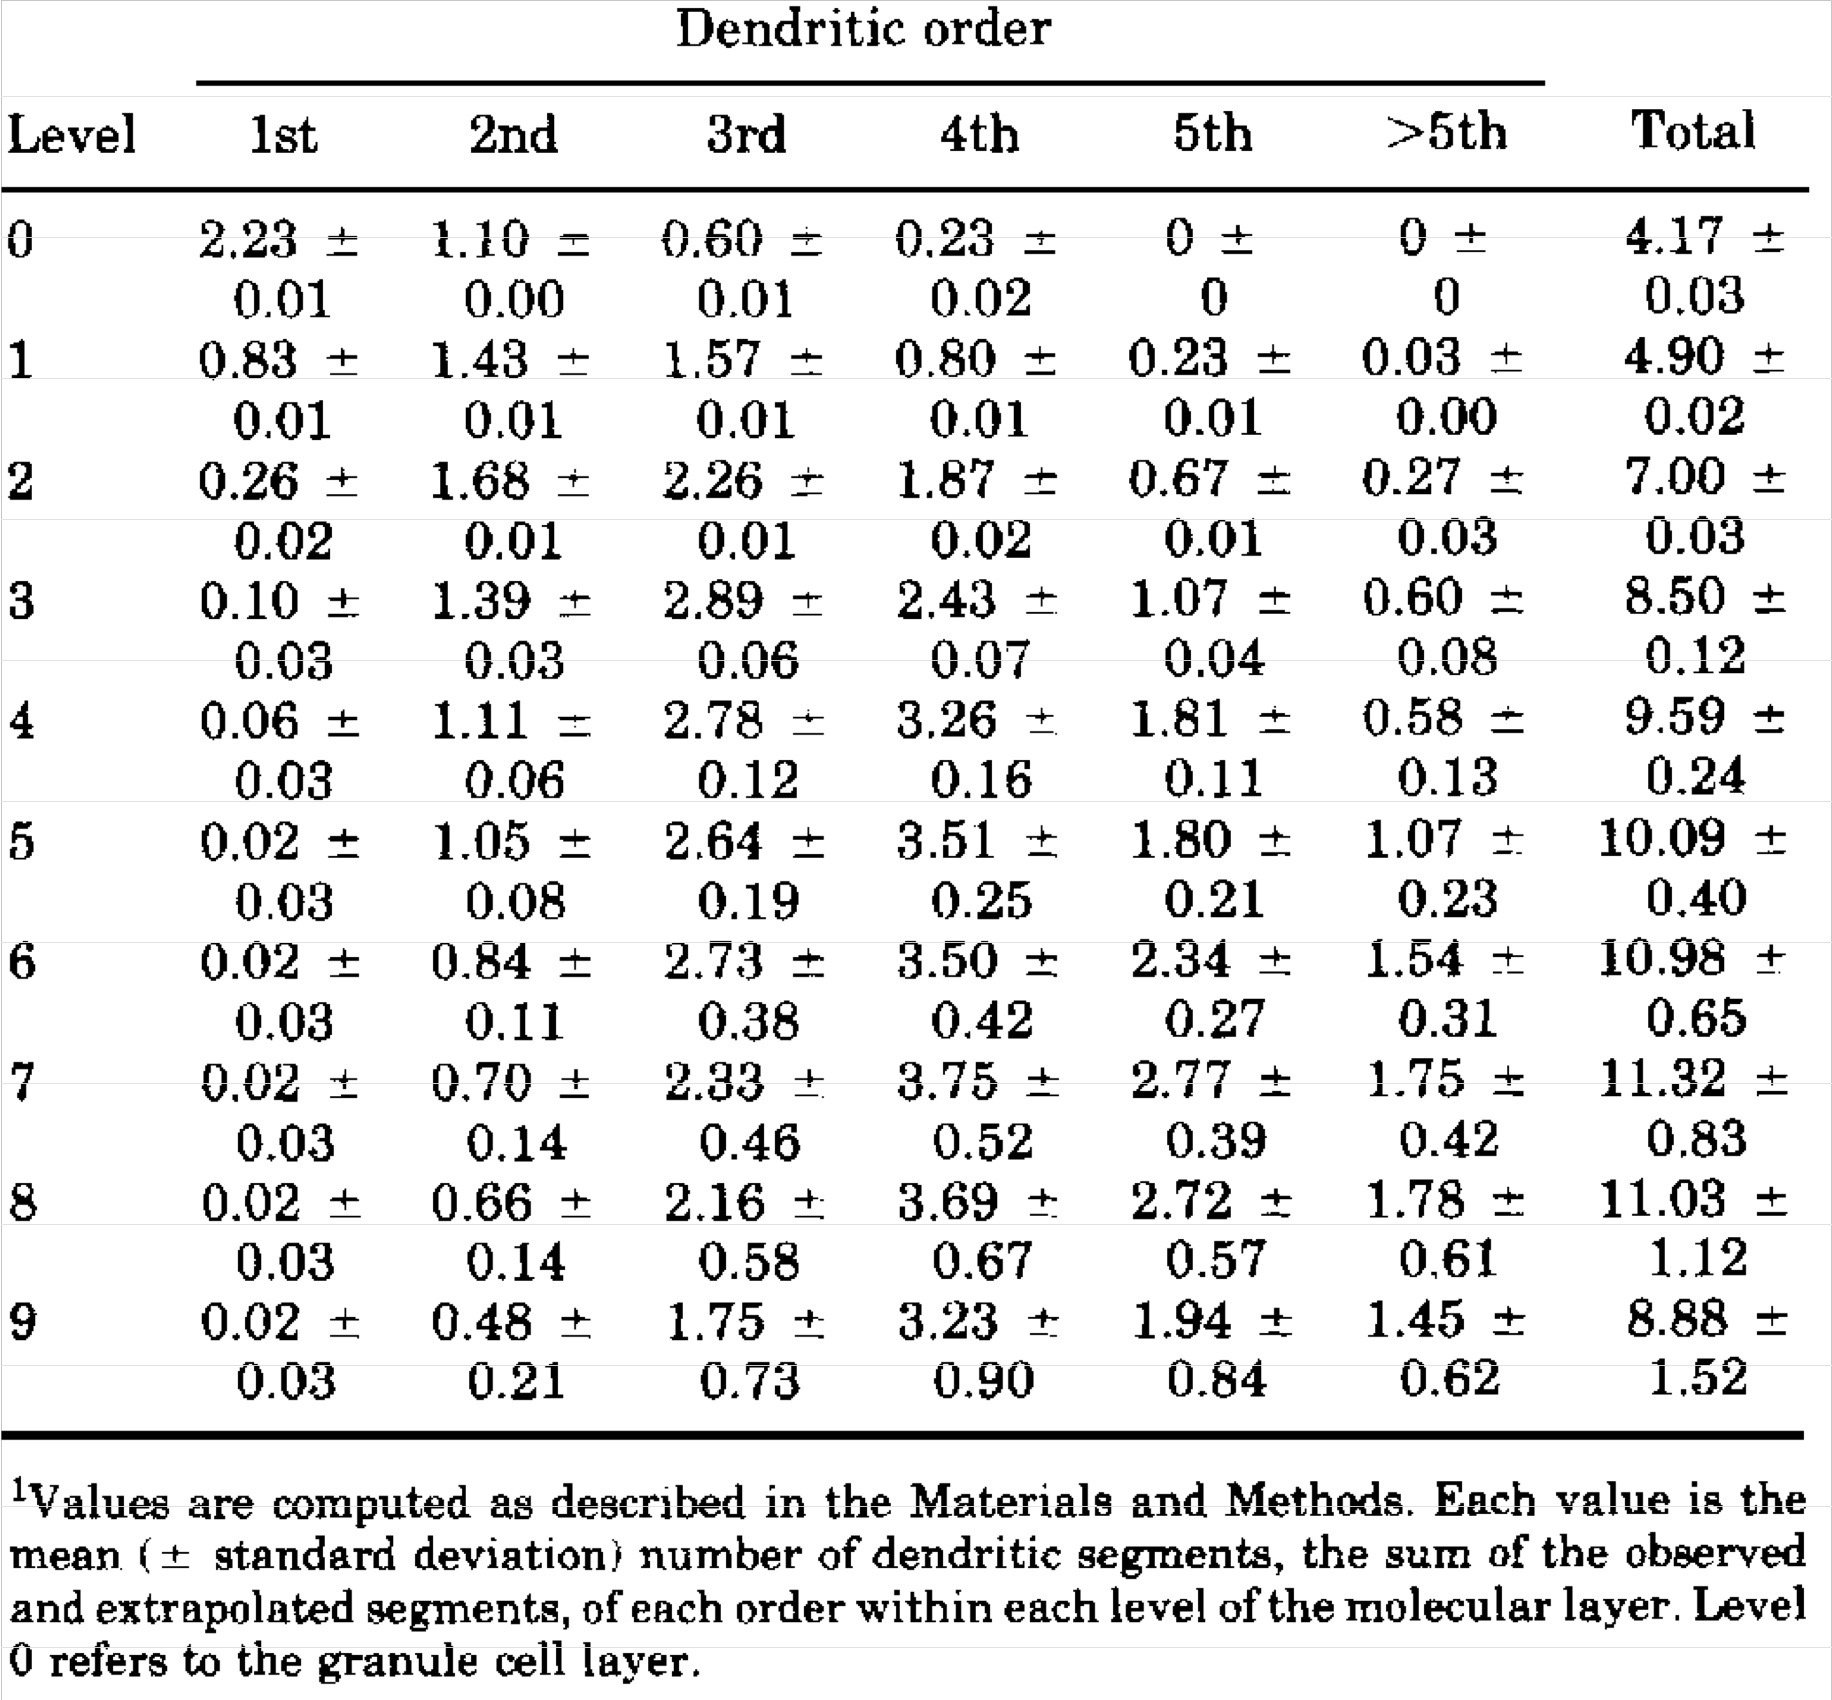 Dendritic order
Level 1st 2nd 3rd 4th 5th >5th Total
0 2.23 ± 1.10 ± 0.60 ± 0.23 ± 0 ± 0 ± 4.17 ±
0.01 0.00 0.01 0.02 0 0 0.03
1 0.83 ± 1.43 ± 1.57 ± 0.80 ± 0.23 ± 0.03 ± 4.90 ±
0.01 0.01 0.01 0.01 0.01 0.00 0.02
2 0.26 ± 1.68 ± 2.26 ± 1.87 ± 0.67 ± 0.27 ± 7.00 ±
0.02 0.01 0.01 0.02 0.01 0.03 0.03
3 0.10 ± 1.39 ± 2.89 ± 2.43 ± 1.07 ± 0.60 ± 8.50 ±
0.03 0.03 0.06 0.07 0.04 0.08 0.12
4 0.06 ± 1.11 ± 2.78 ± 3.26 ± 1.81 ± 0.58 ± 9.59 ±
0.03 0.06 0.12 0.16 0.11 0.13 0.24
5 0.02 ± 1.05 ± 2.64 ± 3.51 ± 1.80 ± 1.07 ± 10.09 ±
0.03 0.08 0.19 0.25 0.21 0.23 0.40
6 0.02 ± 0.84 ± 2.73 ± 3.50 ± 2.34 ± 1.54 ± 10.98 ±
0.03 0.11 0.38 0.42 0.27 0.31 0.65
7 0.02 ± 0.70 ± 2.33 ± 3.75 ± 2.77 ± 1.75 ± 11.32 ±
0.03 0.14 0.46 0.52 0.39 0.42 0.83
8 0.02 ± 0.66 ± 2.16 ± 3.69 ± 2.72 ± 1.78 ± 11.03 ±
0.03 0.14 0.58 0.67 0.57 0.61 1.12
9 0.02 ± 0.48 ± 1.75 ± 3.23 ± 1.94 ± 1.45 ± 8.88 ±
0.03 0.21 0.73 0.90 0.84 0.62 1.52
¹Values are computed as described in the Materials and Methods. Each value is the
mean (± standard deviation) number of dendritic segments, the sum of the observed
and extrapolated segments, of each order within each level of the molecular layer. Level
0 refers to the granule cell layer.